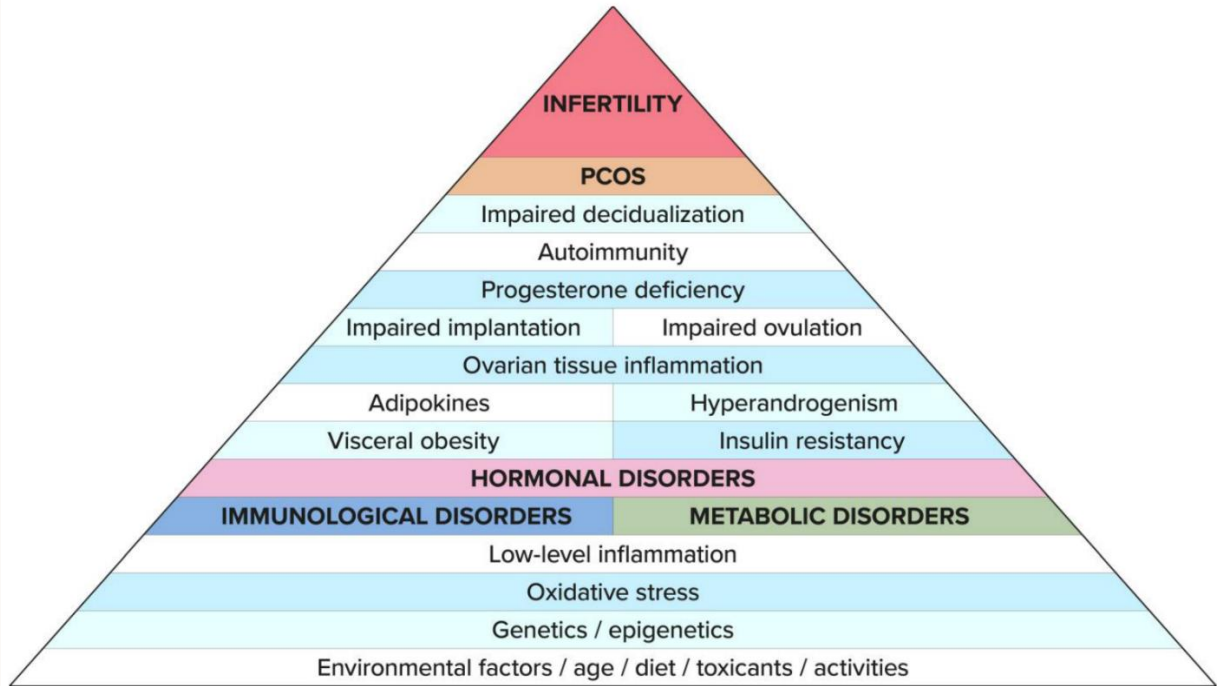 INFERTILITY
PCOS
Impaired decidualization
Autoimmunity
Progesterone deficiency
Impaired implantation Impaired ovulation
Ovarian tissue inflammation
Adipokines Hyperandrogenism
Visceral obesity Insulin resistancy
HORMONAL DISORDERS
IMMUNOLOGICAL DISORDERS METABOLIC DISORDERS
Low-level inflammation
Oxidative stress
Genetics / epigenetics
Environmental factors / age / diet / toxicants / activities